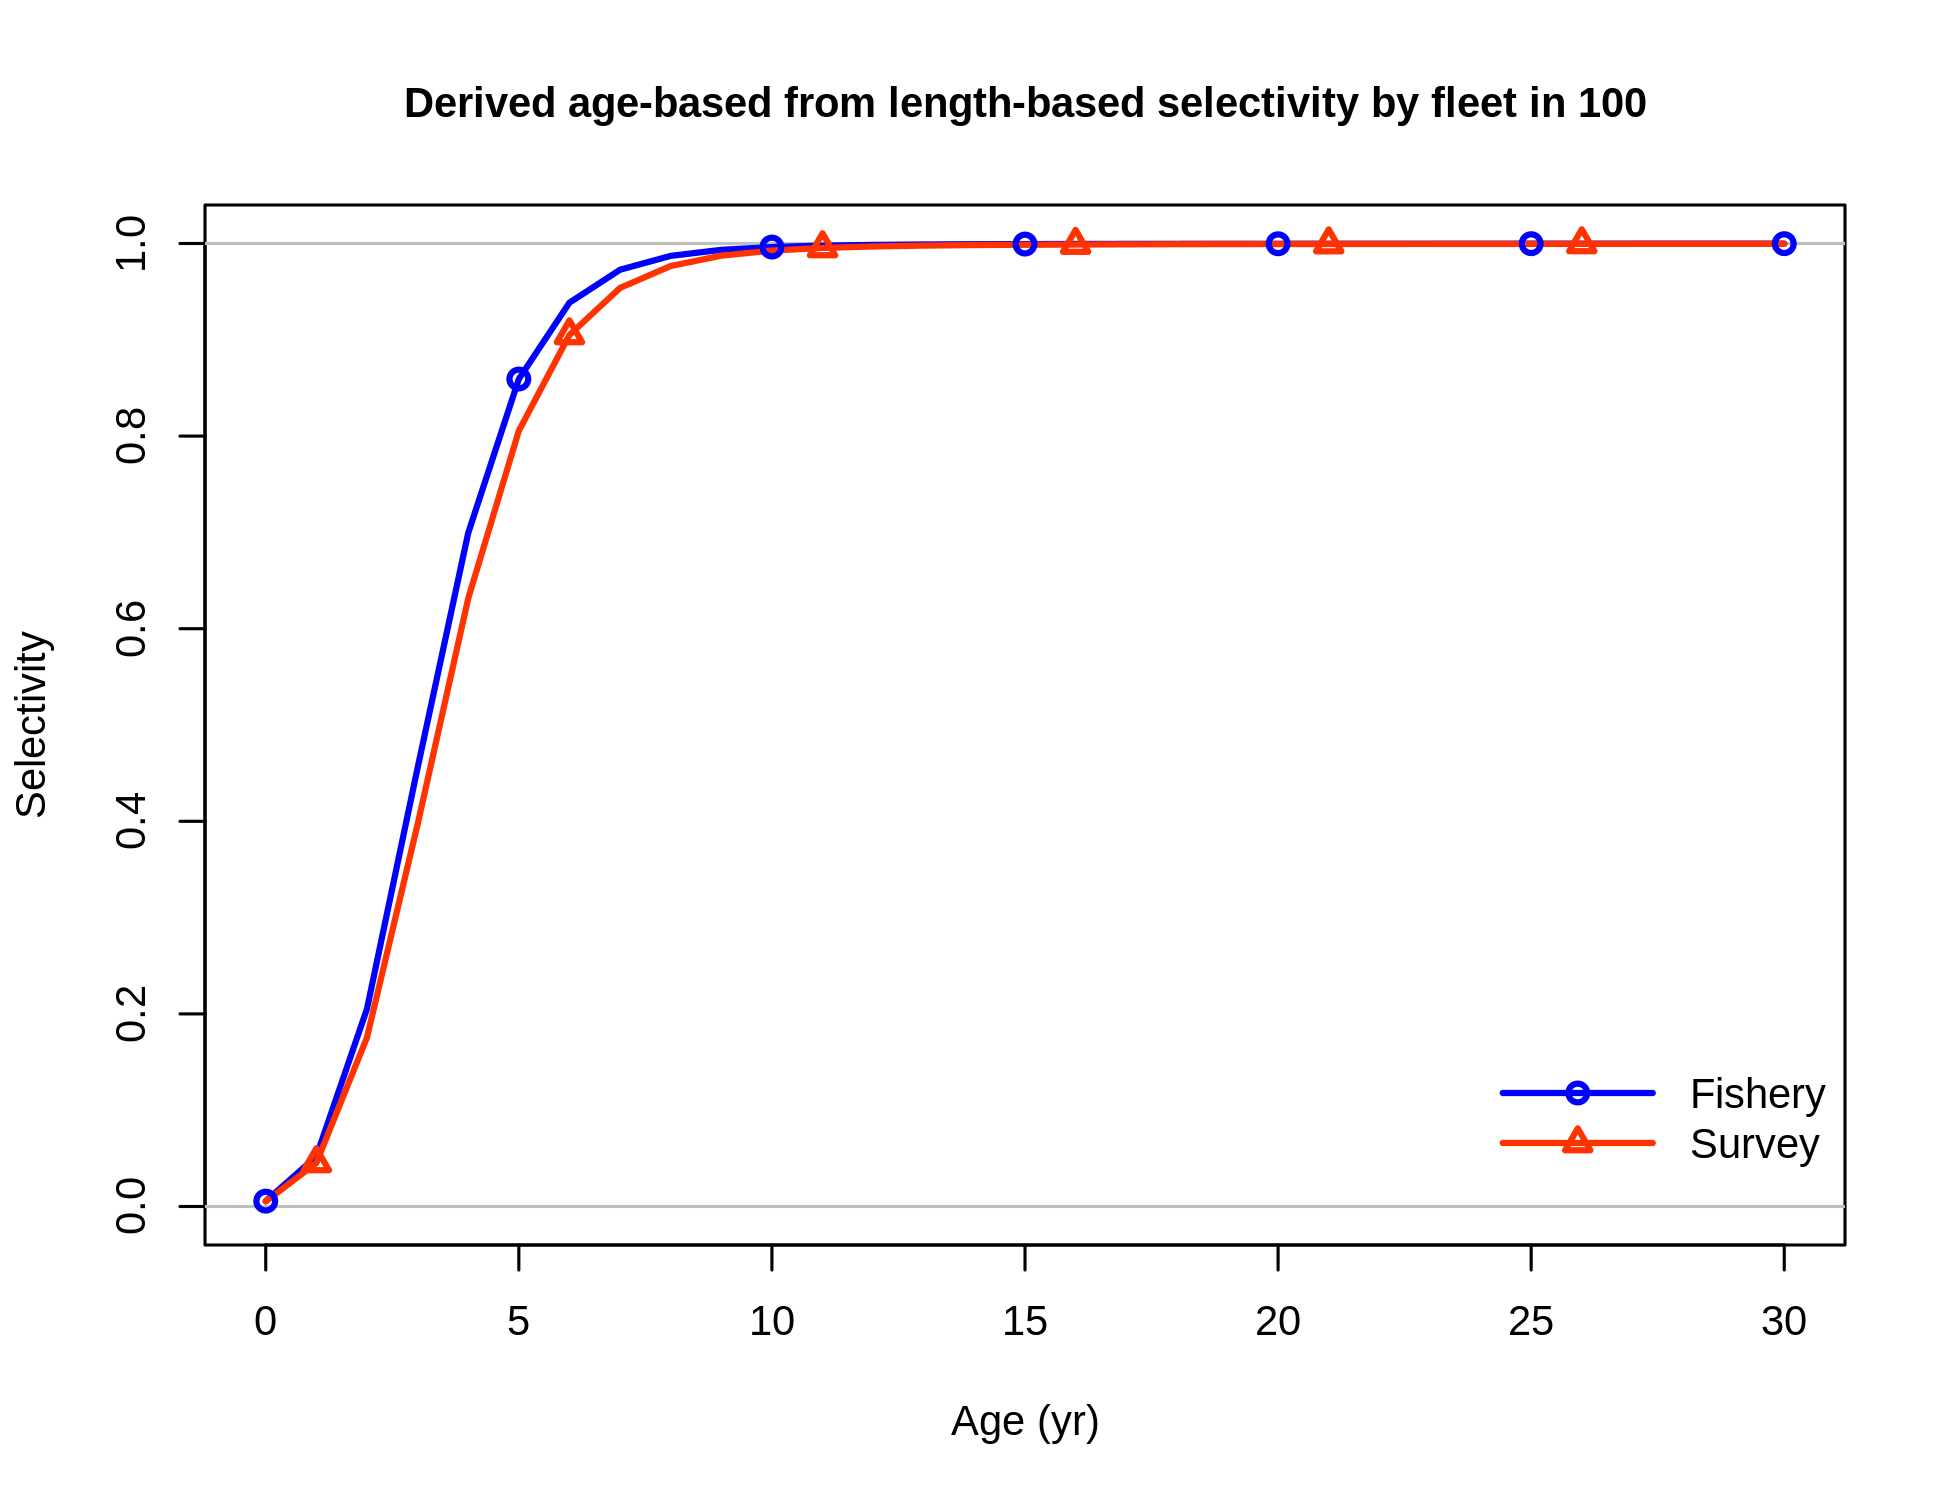 Derived age-based from length-based selectivity by fleet in 100
1.0
0.8
0.6
0.4
0.2
0.0
Selectivity
Fishery
Survey
0 5 10 15 20 25 30
Age (yr)